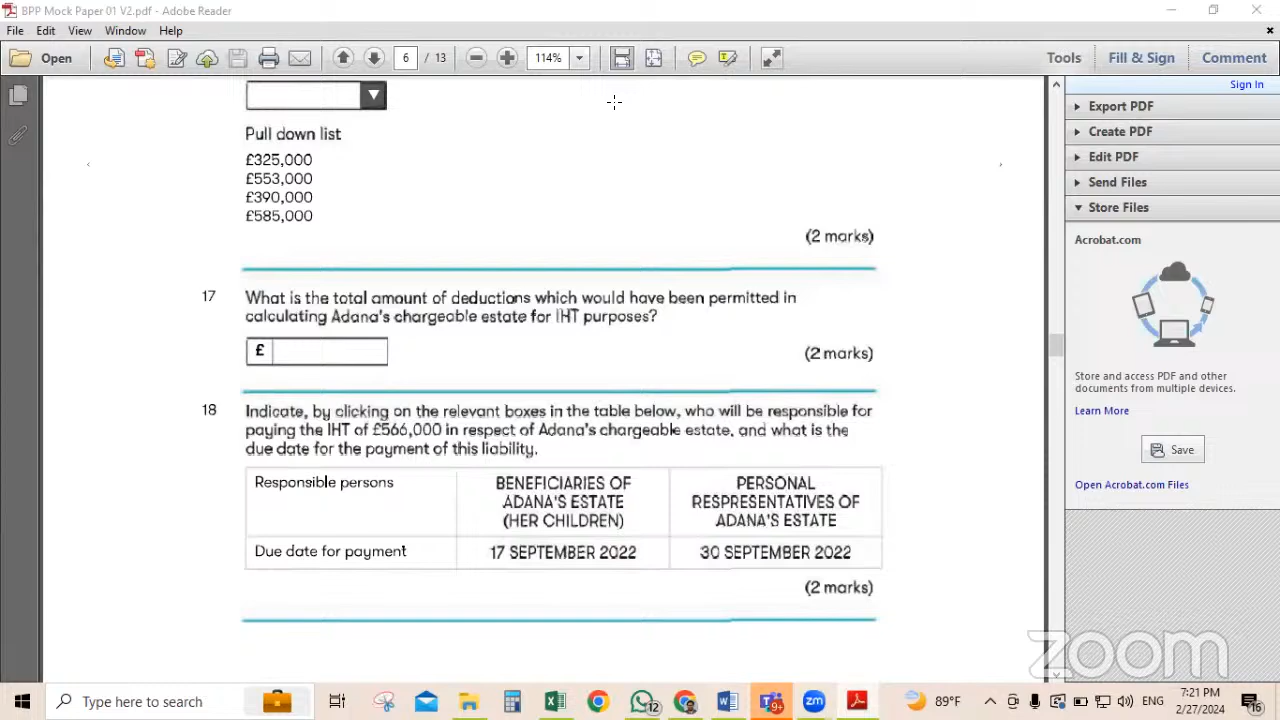 BPP Mock Paper 01 V2.pdf - Adobe Reader
File Edit View Window Help
Open 6 / 13 114% Tools Fill & Sign Comment
Sign In
Export PDF
Create PDF
Edit PDF
Send Files
Store Files
Acrobat.com
Store and access PDF and other
documents from multiple devices.
Learn More
Save
Open Acrobat.com Files
Pull down list
£325,000
£553,000
£390,000
£585,000
(2 marks)
17 What is the total amount of deductions which would have been permitted in
calculating Adana's chargeable estate for IHT purposes?
£
(2 marks)
18 Indicate, by clicking on the relevant boxes in the table below, who will be responsible for
paying the IHT of £566,000 in respect of Adana's chargeable estate, and what is the
due date for the payment of this liability.
Responsible persons BENEFICIARIES OF PERSONAL
ADANA'S ESTATE RESPRESENTATIVES OF
(HER CHILDREN) ADANA'S ESTATE
Due date for payment 17 SEPTEMBER 2022 30 SEPTEMBER 2022
(2 marks)
zoom
Type here to search 12 9+ zm 89°F ENG 7:21 PM
2/27/2024 16